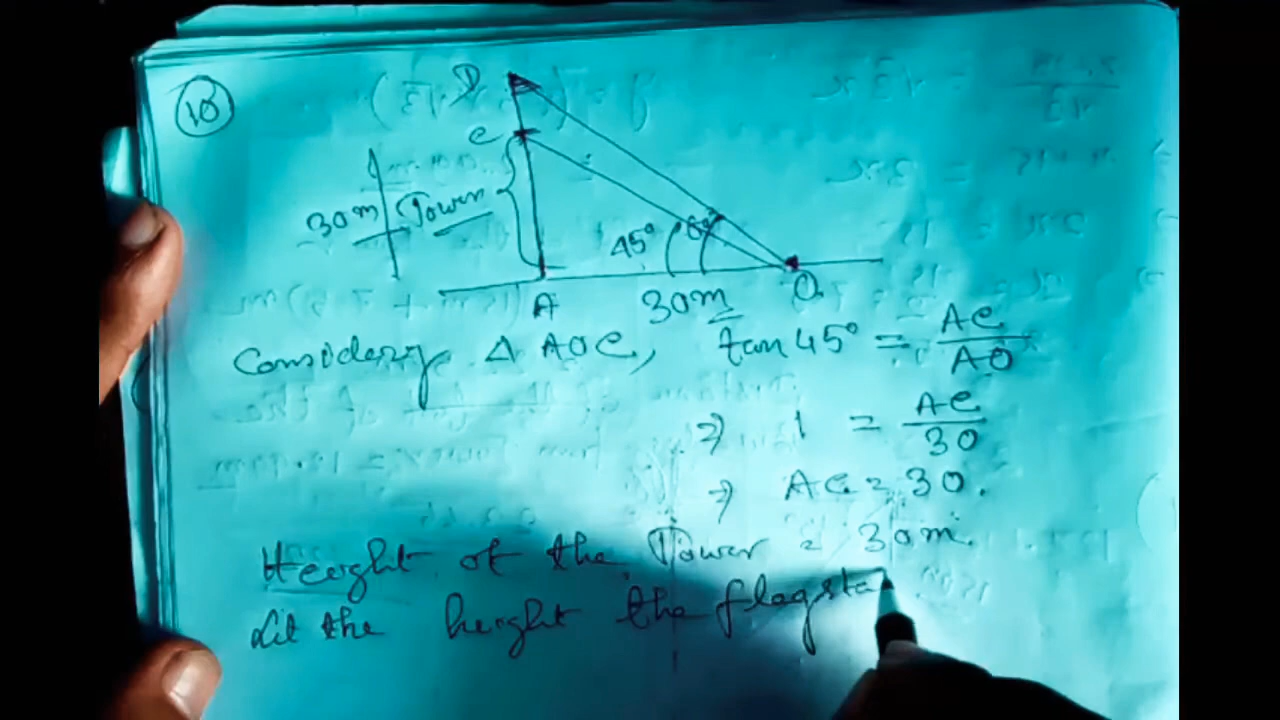 10
D
C
30m Tower
45° 60°
A 30m O
Considering Δ AOC, tan 45° = AC/AO
⇒ 1 = AC/30
⇒ AC = 30.
Height of the Tower = 30m.
Let the height the flagsta